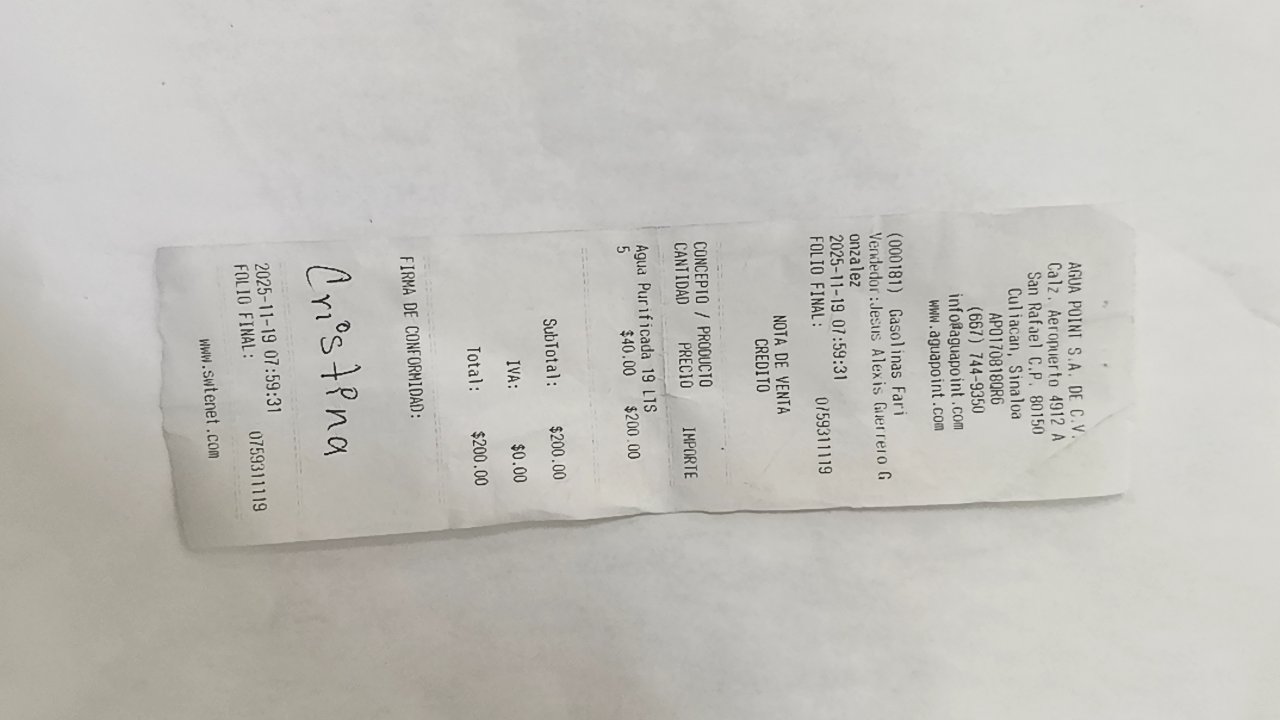 AGUA POINT S.A. DE C.V.
Calz. Aeropuerto 4912 A
San Rafael C.P. 80150
Culiacan, Sinaloa
APO170818QR6
(667) 744-9350
info@aguapoint.com
www.aguapoint.com
(000181) Gasolinas Fari
Vendedor:Jesus Alexis Guerrero G
onzalez
2025-11-19 07:59:31
FOLIO FINAL: 0759311119
NOTA DE VENTA
CREDITO
CONCEPTO / PRODUCTO
CANTIDAD PRECIO IMPORTE
Agua Purificada 19 LTS
5 $40.00 $200.00
SubTotal: $200.00
IVA: $0.00
Total: $200.00
FIRMA DE CONFORMIDAD:
2025-11-19 07:59:31
FOLIO FINAL: 0759311119
www.swtenet.com